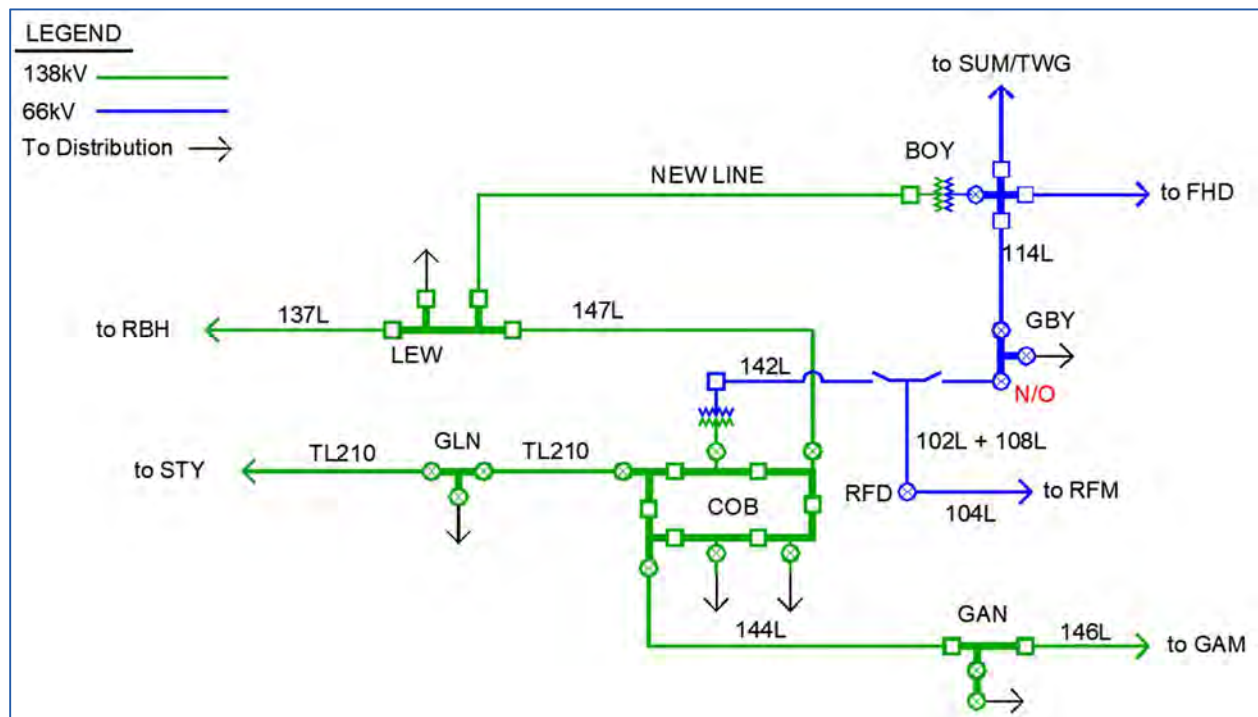 LEGEND
138kV
66kV
To Distribution
to SUM/TWG
BOY
NEW LINE
to FHD
114L
GBY
137L
147L
to RBH
LEW
142L
N/O
102L + 108L
GLN
to STY
TL210
TL210
COB
RFD
to RFM
104L
GAN
144L
146L
to GAM